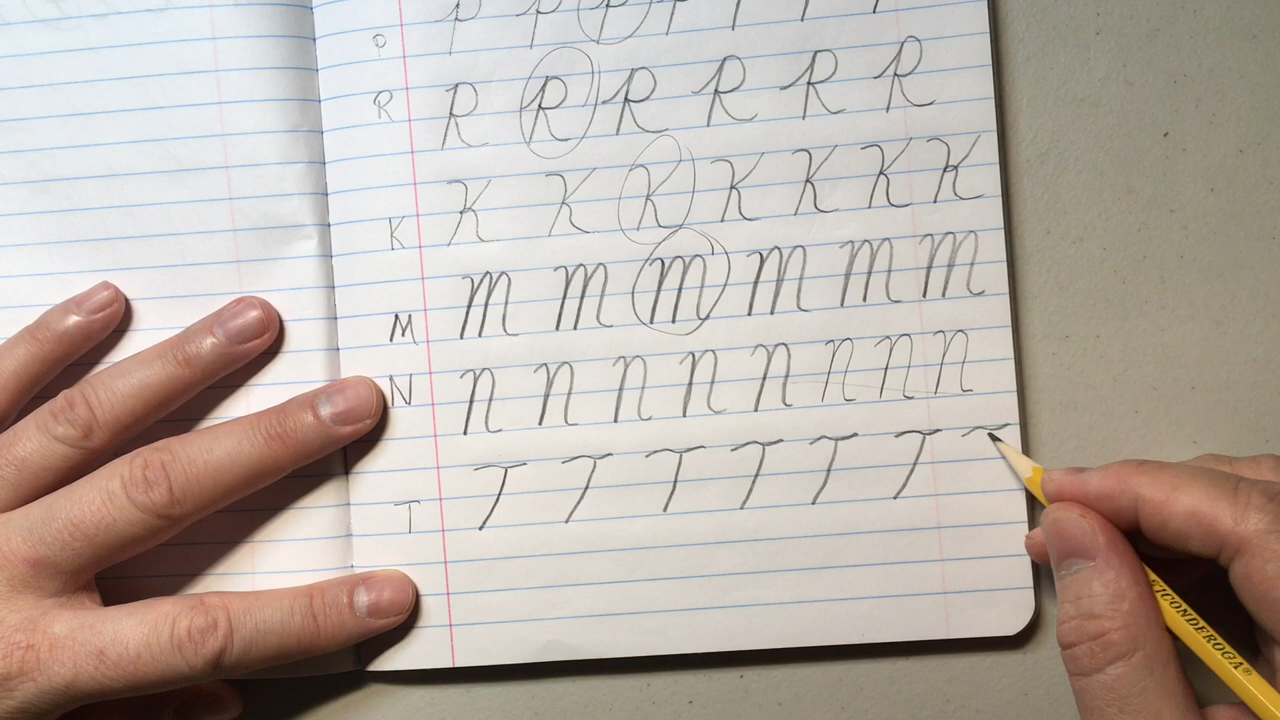 P P P P P P P P
R R R R R R R
K K K K K K K K
M M M M M M M
N N N N N N N N N
T T T T T T T
TICONDEROGA®